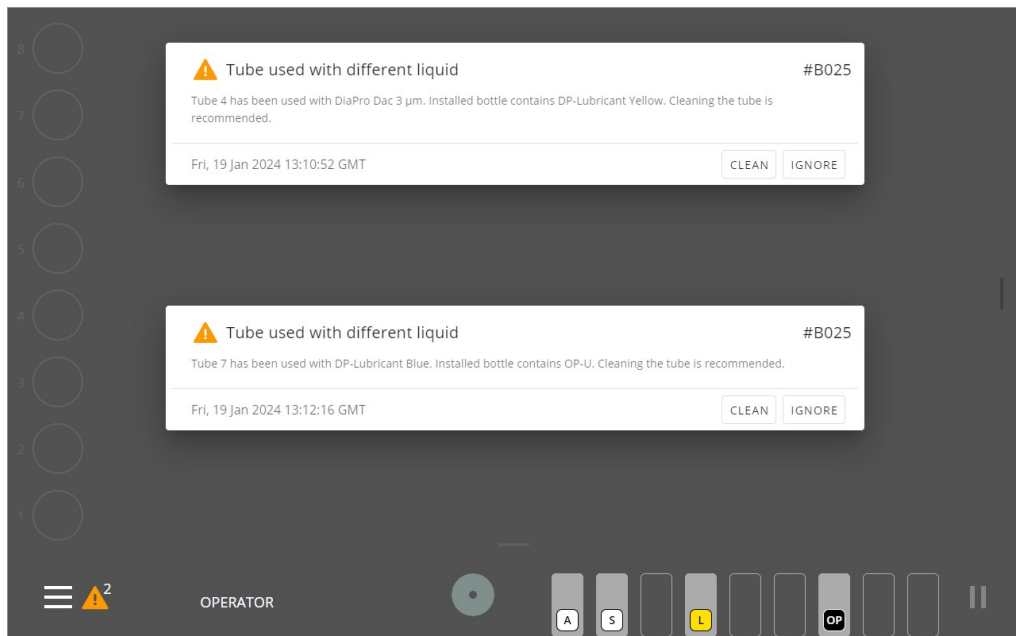 8
Tube used with different liquid #B025
Tube 4 has been used with DiaPro Dac 3 µm. Installed bottle contains DP-Lubricant Yellow. Cleaning the tube is
recommended.
7
Fri, 19 Jan 2024 13:10:52 GMT CLEAN IGNORE
6
5
4
Tube used with different liquid #B025
Tube 7 has been used with DP-Lubricant Blue. Installed bottle contains OP-U. Cleaning the tube is recommended.
3
Fri, 19 Jan 2024 13:12:16 GMT CLEAN IGNORE
2
1
2
OPERATOR
A S L OP